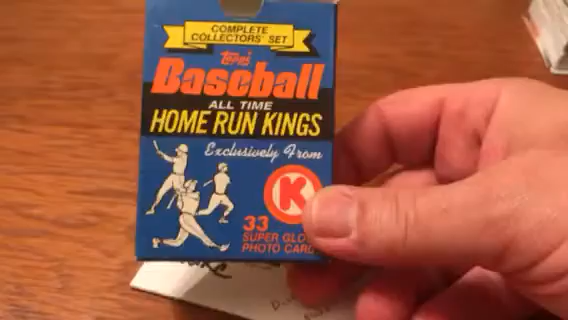 COMPLETE
COLLECTORS' SET
Topps
Baseball
ALL TIME
HOME RUN KINGS
Exclusively From
K
33
SUPER GLO
PHOTO CARD